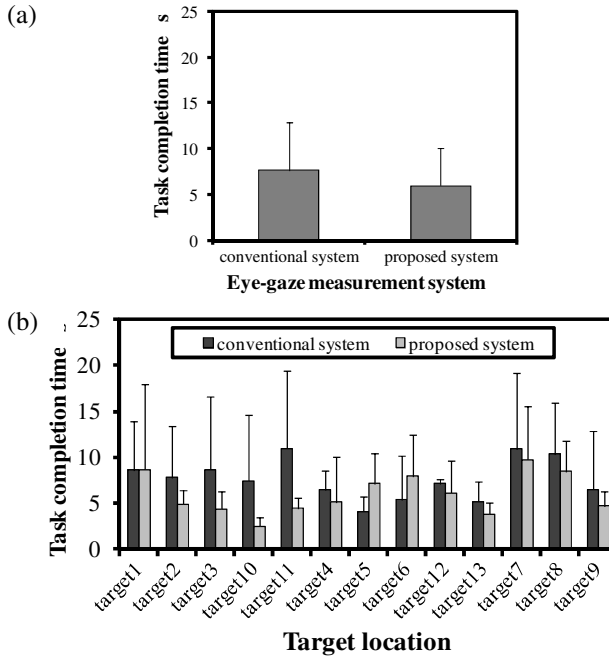 (a)
25
20
15
10
5
0
Task completion time s
conventional system proposed system
Eye-gaze measurement system
(b)
25
20
15
10
5
0
Task completion time
conventional system proposed system
target1 target2 target3 target10 target11 target4 target5 target6 target12 target13 target7 target8 target9
Target location